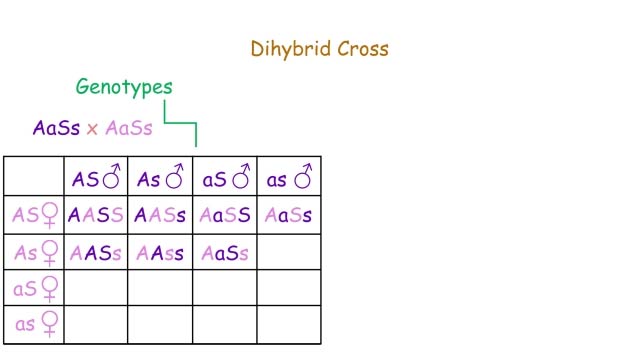 Dihybrid Cross
Genotypes
AaSs x AaSs
AS♂ As♂ aS♂ as♂
AS♀ AASS AASs AaSS AaSs
As♀ AASs AAss AaSs
aS♀
as♀